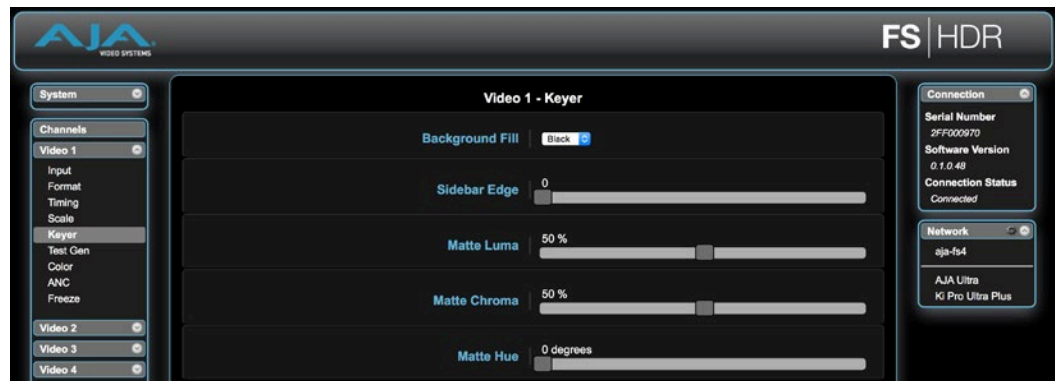 AJA
VIDEO SYSTEMS
FS|HDR
System
Channels
Video 1
Input
Format
Timing
Scale
Keyer
Test Gen
Color
ANC
Freeze
Video 2
Video 3
Video 4
Video 1 - Keyer
Background Fill
Black
Sidebar Edge
0
Matte Luma
50 %
Matte Chroma
50 %
Matte Hue
0 degrees
Connection
Serial Number
2FF000970
Software Version
0.1.0.48
Connection Status
Connected
Network
aja-fs4
AJA Ultra
Ki Pro Ultra Plus